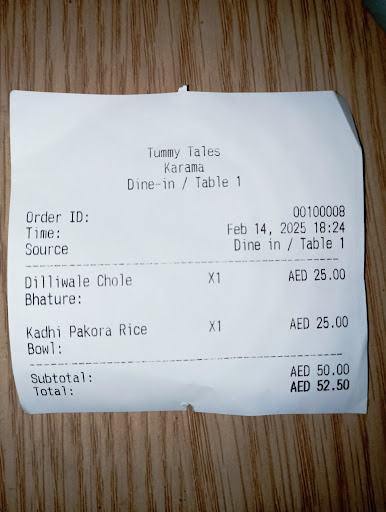 Tummy Tales
Karama
Dine-in / Table 1
Order ID: 00100008
Time: Feb 14, 2025 18:24
Source Dine in / Table 1
Dilliwale Chole X1 AED 25.00
Bhature:
Kadhi Pakora Rice X1 AED 25.00
Bowl:
Subtotal: AED 50.00
Total: AED 52.50